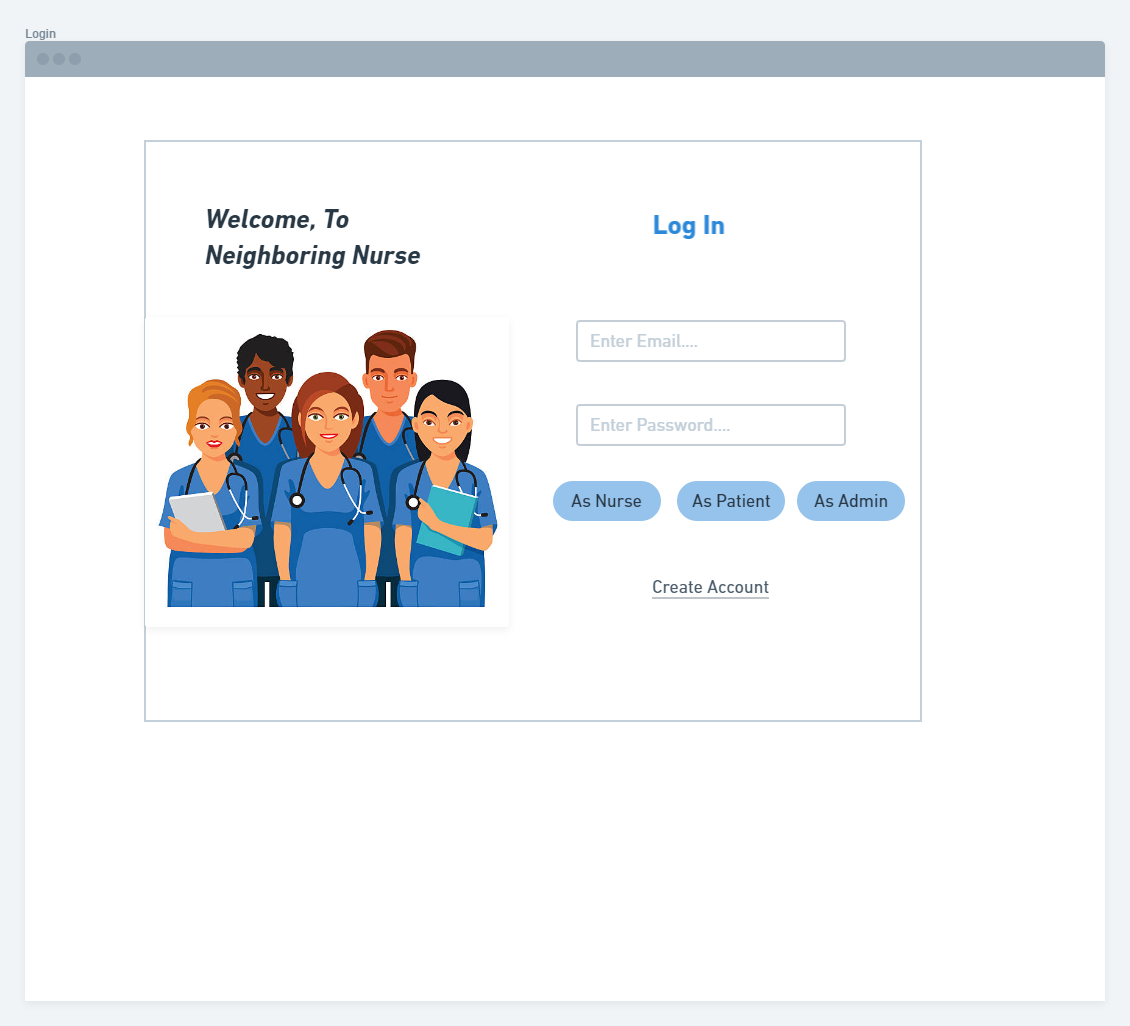 Login
Welcome, To
Neighboring Nurse
Log In
Enter Email....
Enter Password....
As Nurse
As Patient
As Admin
Create Account